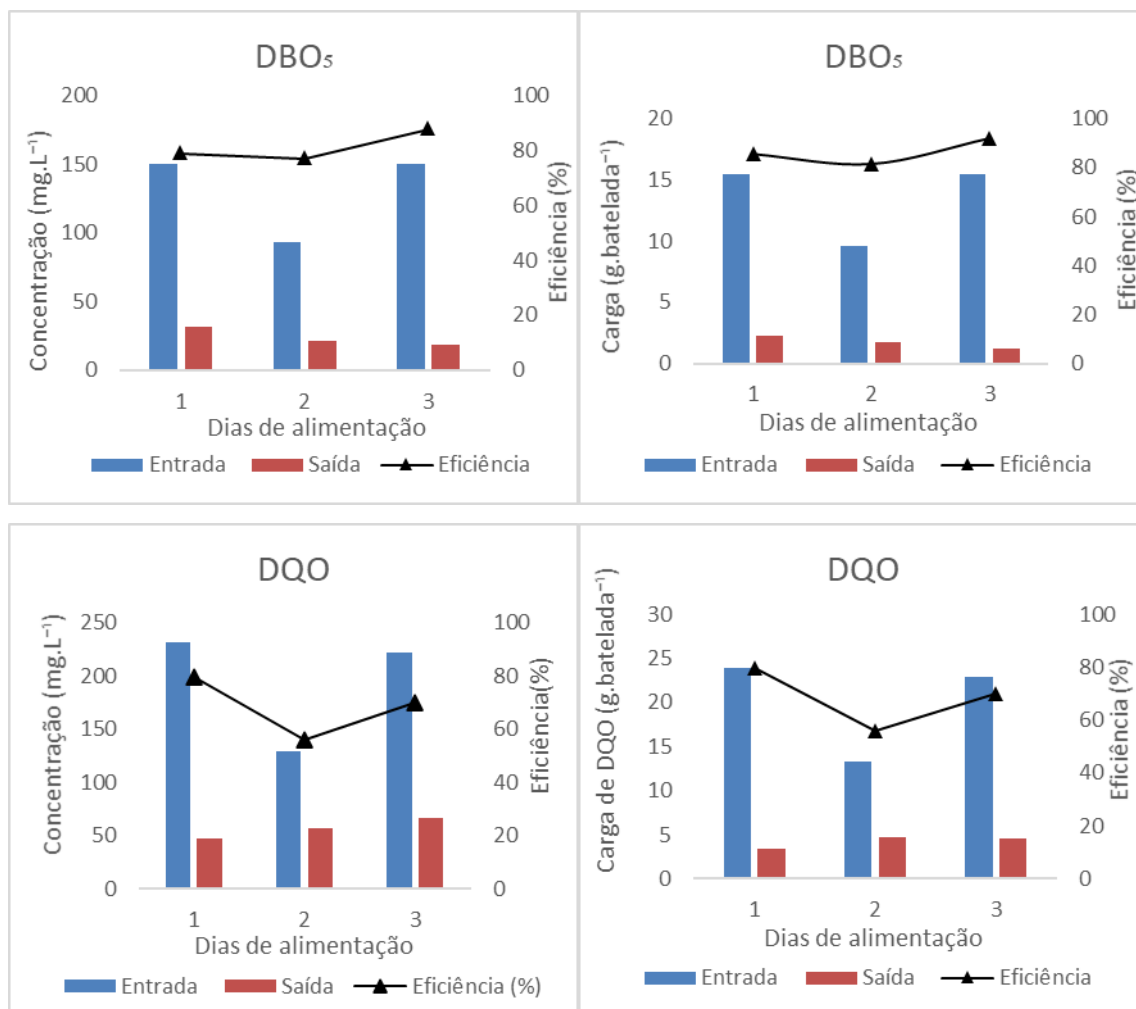 DBO₅
Concentração (mg.L⁻¹)
200
150
100
50
0
100
80
60
40
20
0
Eficiência (%)
1 2 3
Dias de alimentação
Entrada Saída Eficiência
DBO₅
Carga (g.batelada⁻¹)
20
15
10
5
0
100
80
60
40
20
0
Eficiência (%)
1 2 3
Dias de alimentação
Entrada Saída Eficiência
DQO
Concentração (mg.L⁻¹)
250
200
150
100
50
0
100
80
60
40
20
0
Eficiência(%)
1 2 3
Dias de alimentação
Entrada Saída Eficiência (%)
DQO
Carga de DQO (g.batelada⁻¹)
30
25
20
15
10
5
0
100
80
60
40
20
0
Eficiência (%)
1 2 3
Dias de alimentação
Entrada Saída Eficiência